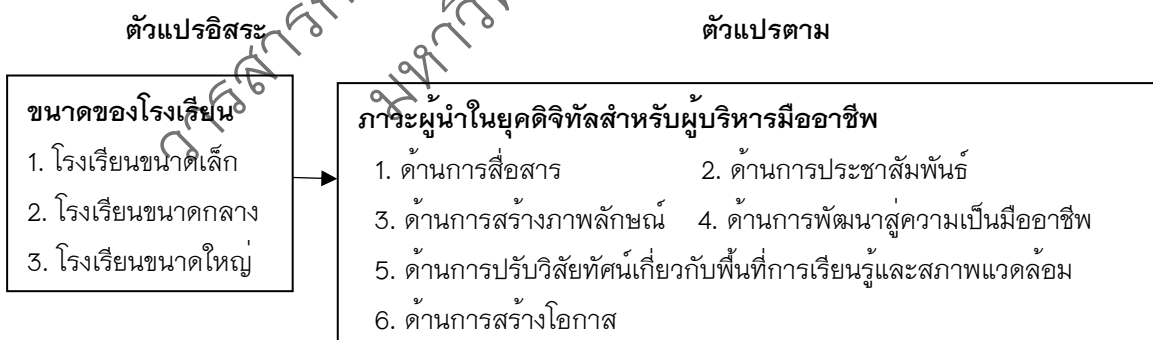 ตัวแปรอิสระ
ตัวแปรตาม
ขนาดของโรงเรียน
1. โรงเรียนขนาดเล็ก
2. โรงเรียนขนาดกลาง
3. โรงเรียนขนาดใหญ่
ภาวะผู้นำในยุคดิจิทัลสำหรับผู้บริหารมืออาชีพ
1. ด้านการสื่อสาร 2. ด้านการประชาสัมพันธ์
3. ด้านการสร้างภาพลักษณ์ 4. ด้านการพัฒนาสู่ความเป็นมืออาชีพ
5. ด้านการปรับวิสัยทัศน์เกี่ยวกับพื้นที่การเรียนรู้และสภาพแวดล้อม
6. ด้านการสร้างโอกาส